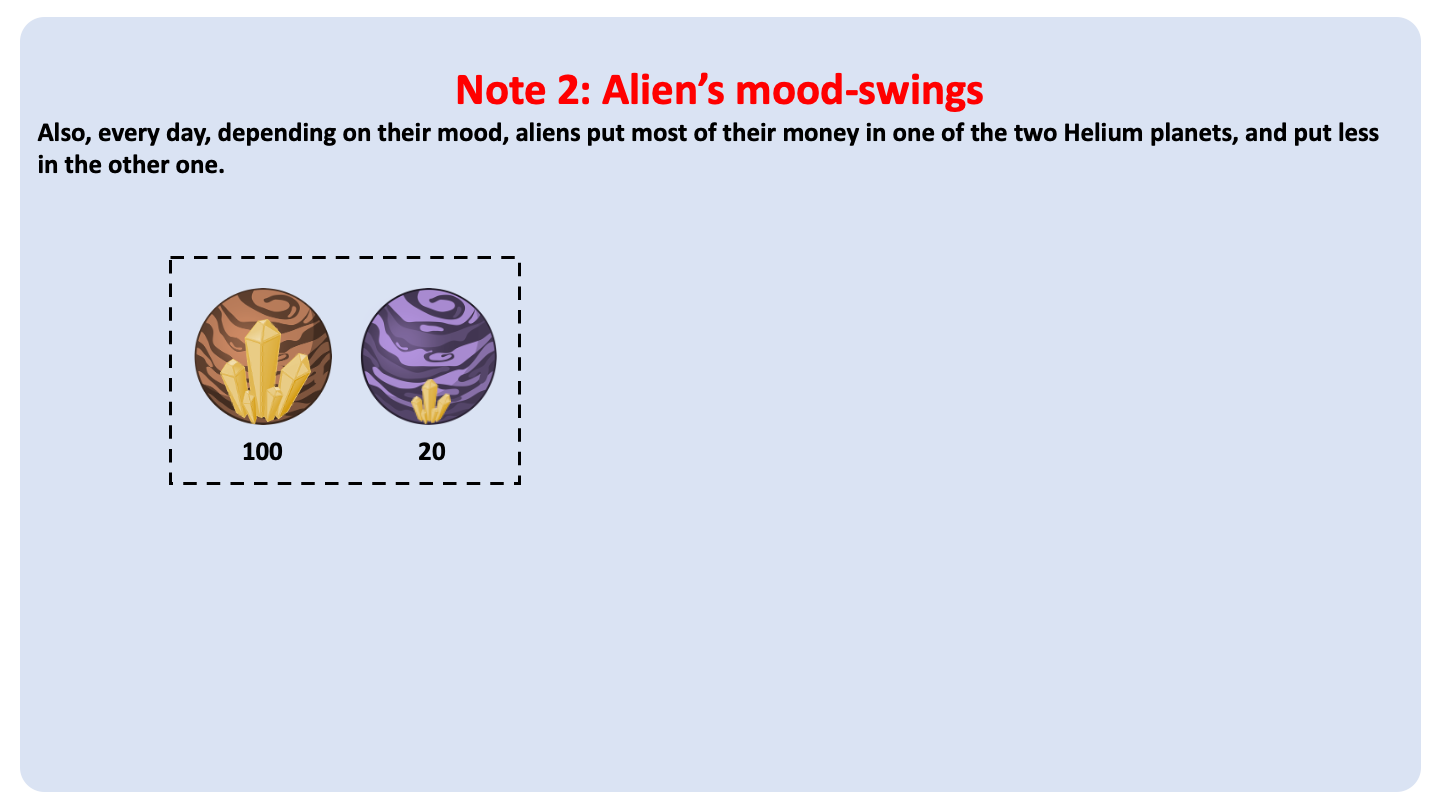 Note 2: Alien’s mood-swings
Also, every day, depending on their mood, aliens put most of their money in one of the two Helium planets, and put less
in the other one.
100 20